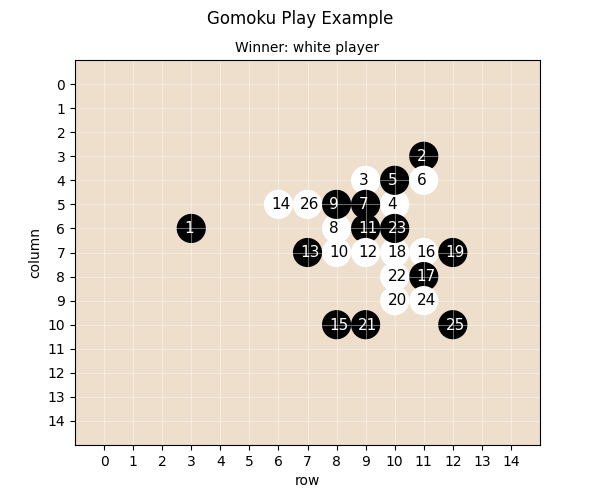 Gomoku Play Example
Winner: white player
0
1
2
3 2
4 3 5 6
5 14 26 9 7 4
6 1 8 11 23
7 13 10 12 18 16 19
8 22 17
9 20 24
10 15 21 25
11
12
13
14
column
0 1 2 3 4 5 6 7 8 9 10 11 12 13 14
row